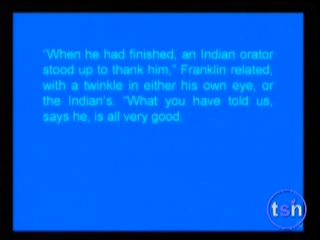 “When he had finished, an Indian orator
stood up to thank him,” Franklin related,
with a twinkle in either his own eye, or
the Indian’s. “What you have told us,
says he, is all very good.
tsn